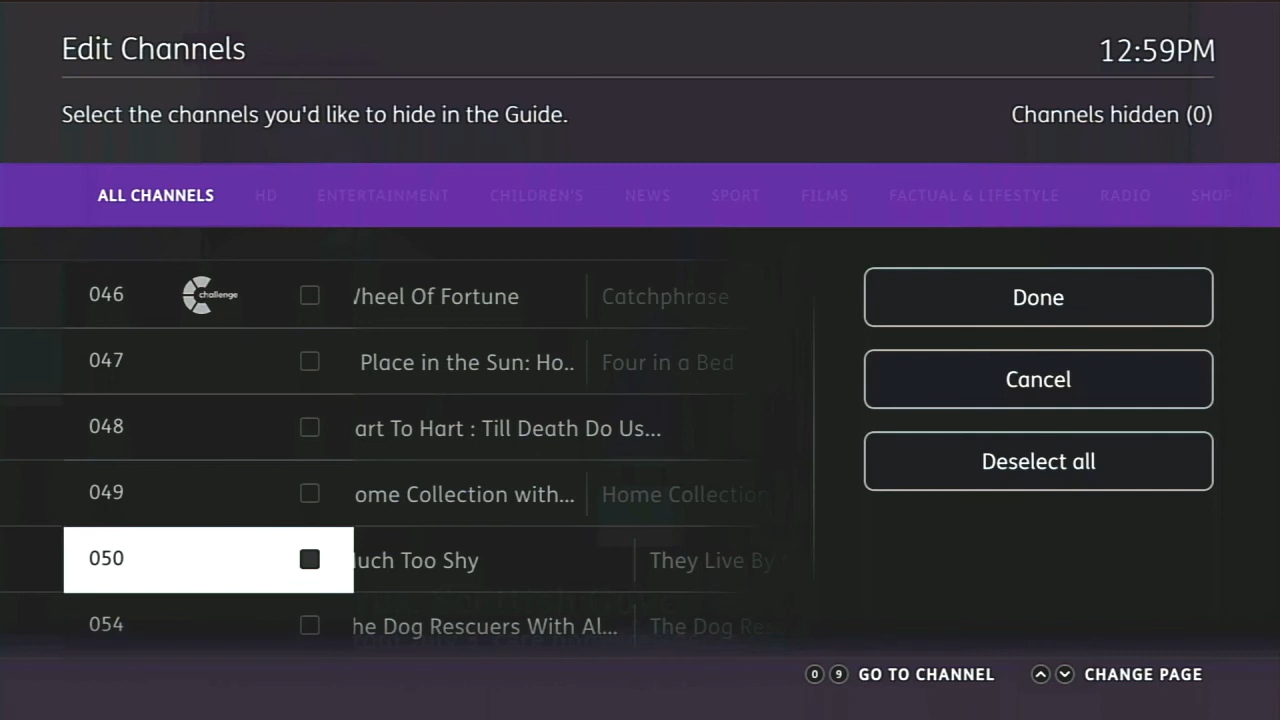 Edit Channels
12:59PM
Select the channels you'd like to hide in the Guide.
Channels hidden (0)
ALL CHANNELS HD ENTERTAINMENT CHILDREN'S NEWS SPORT FILMS FACTUAL & LIFESTYLE RADIO SHOP
046 challenge heel Of Fortune Catchphrase
Done
047 Place in the Sun: Ho.. Four in a Bed
Cancel
048 art To Hart : Till Death Do Us...
Deselect all
049 ome Collection with... Home Collection
050 uch Too Shy They Live By
054 he Dog Rescuers With Al... The Dog Res
0 9 GO TO CHANNEL CHANGE PAGE